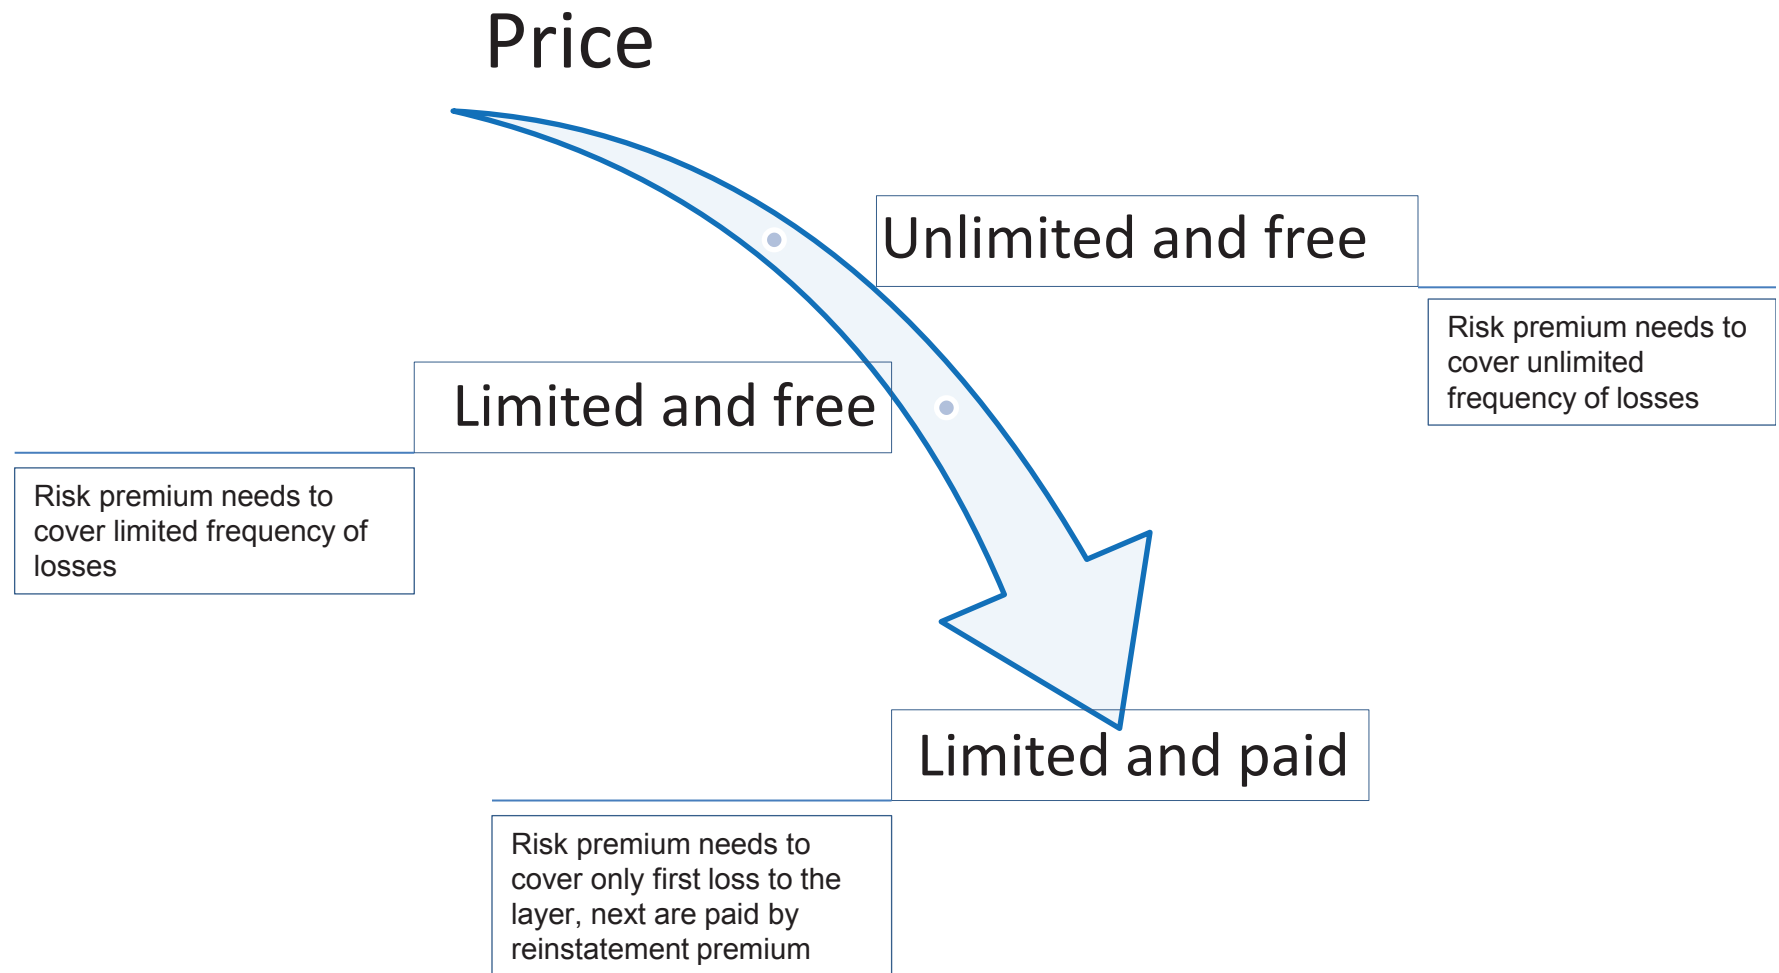 Price
Unlimited and free
Risk premium needs to
cover unlimited
frequency of losses
Limited and free
Risk premium needs to
cover limited frequency of
losses
Limited and paid
Risk premium needs to
cover only first loss to the
layer, next are paid by
reinstatement premium